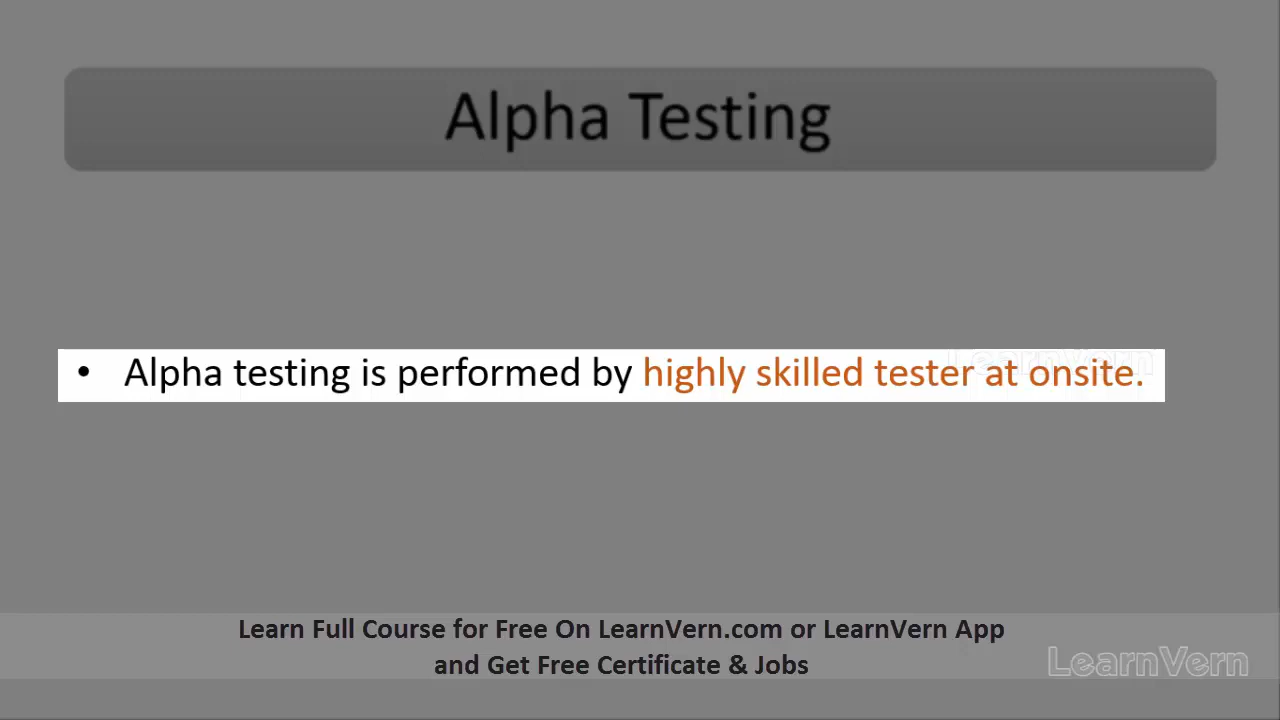 Alpha Testing
LearnVern
• Alpha testing is performed by highly skilled tester at onsite.
Learn Full Course for Free On LearnVern.com or LearnVern App
and Get Free Certificate & Jobs
LearnVern